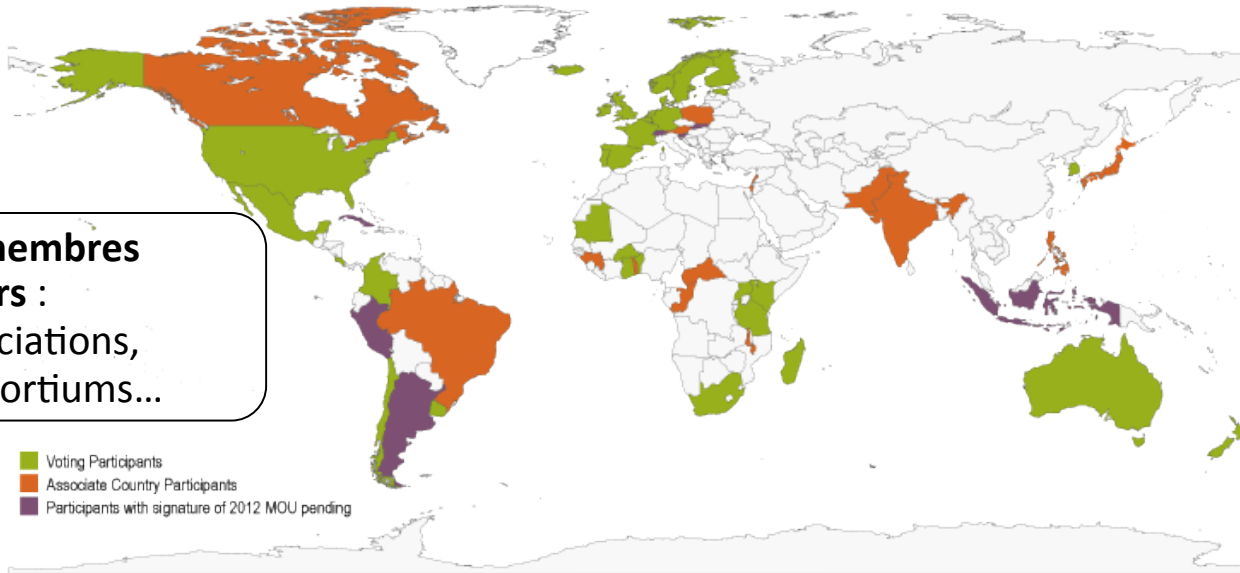 membres
rs :
ciations,
ortiums...
Voting Participants
Associate Country Participants
Participants with signature of 2012 MOU pending